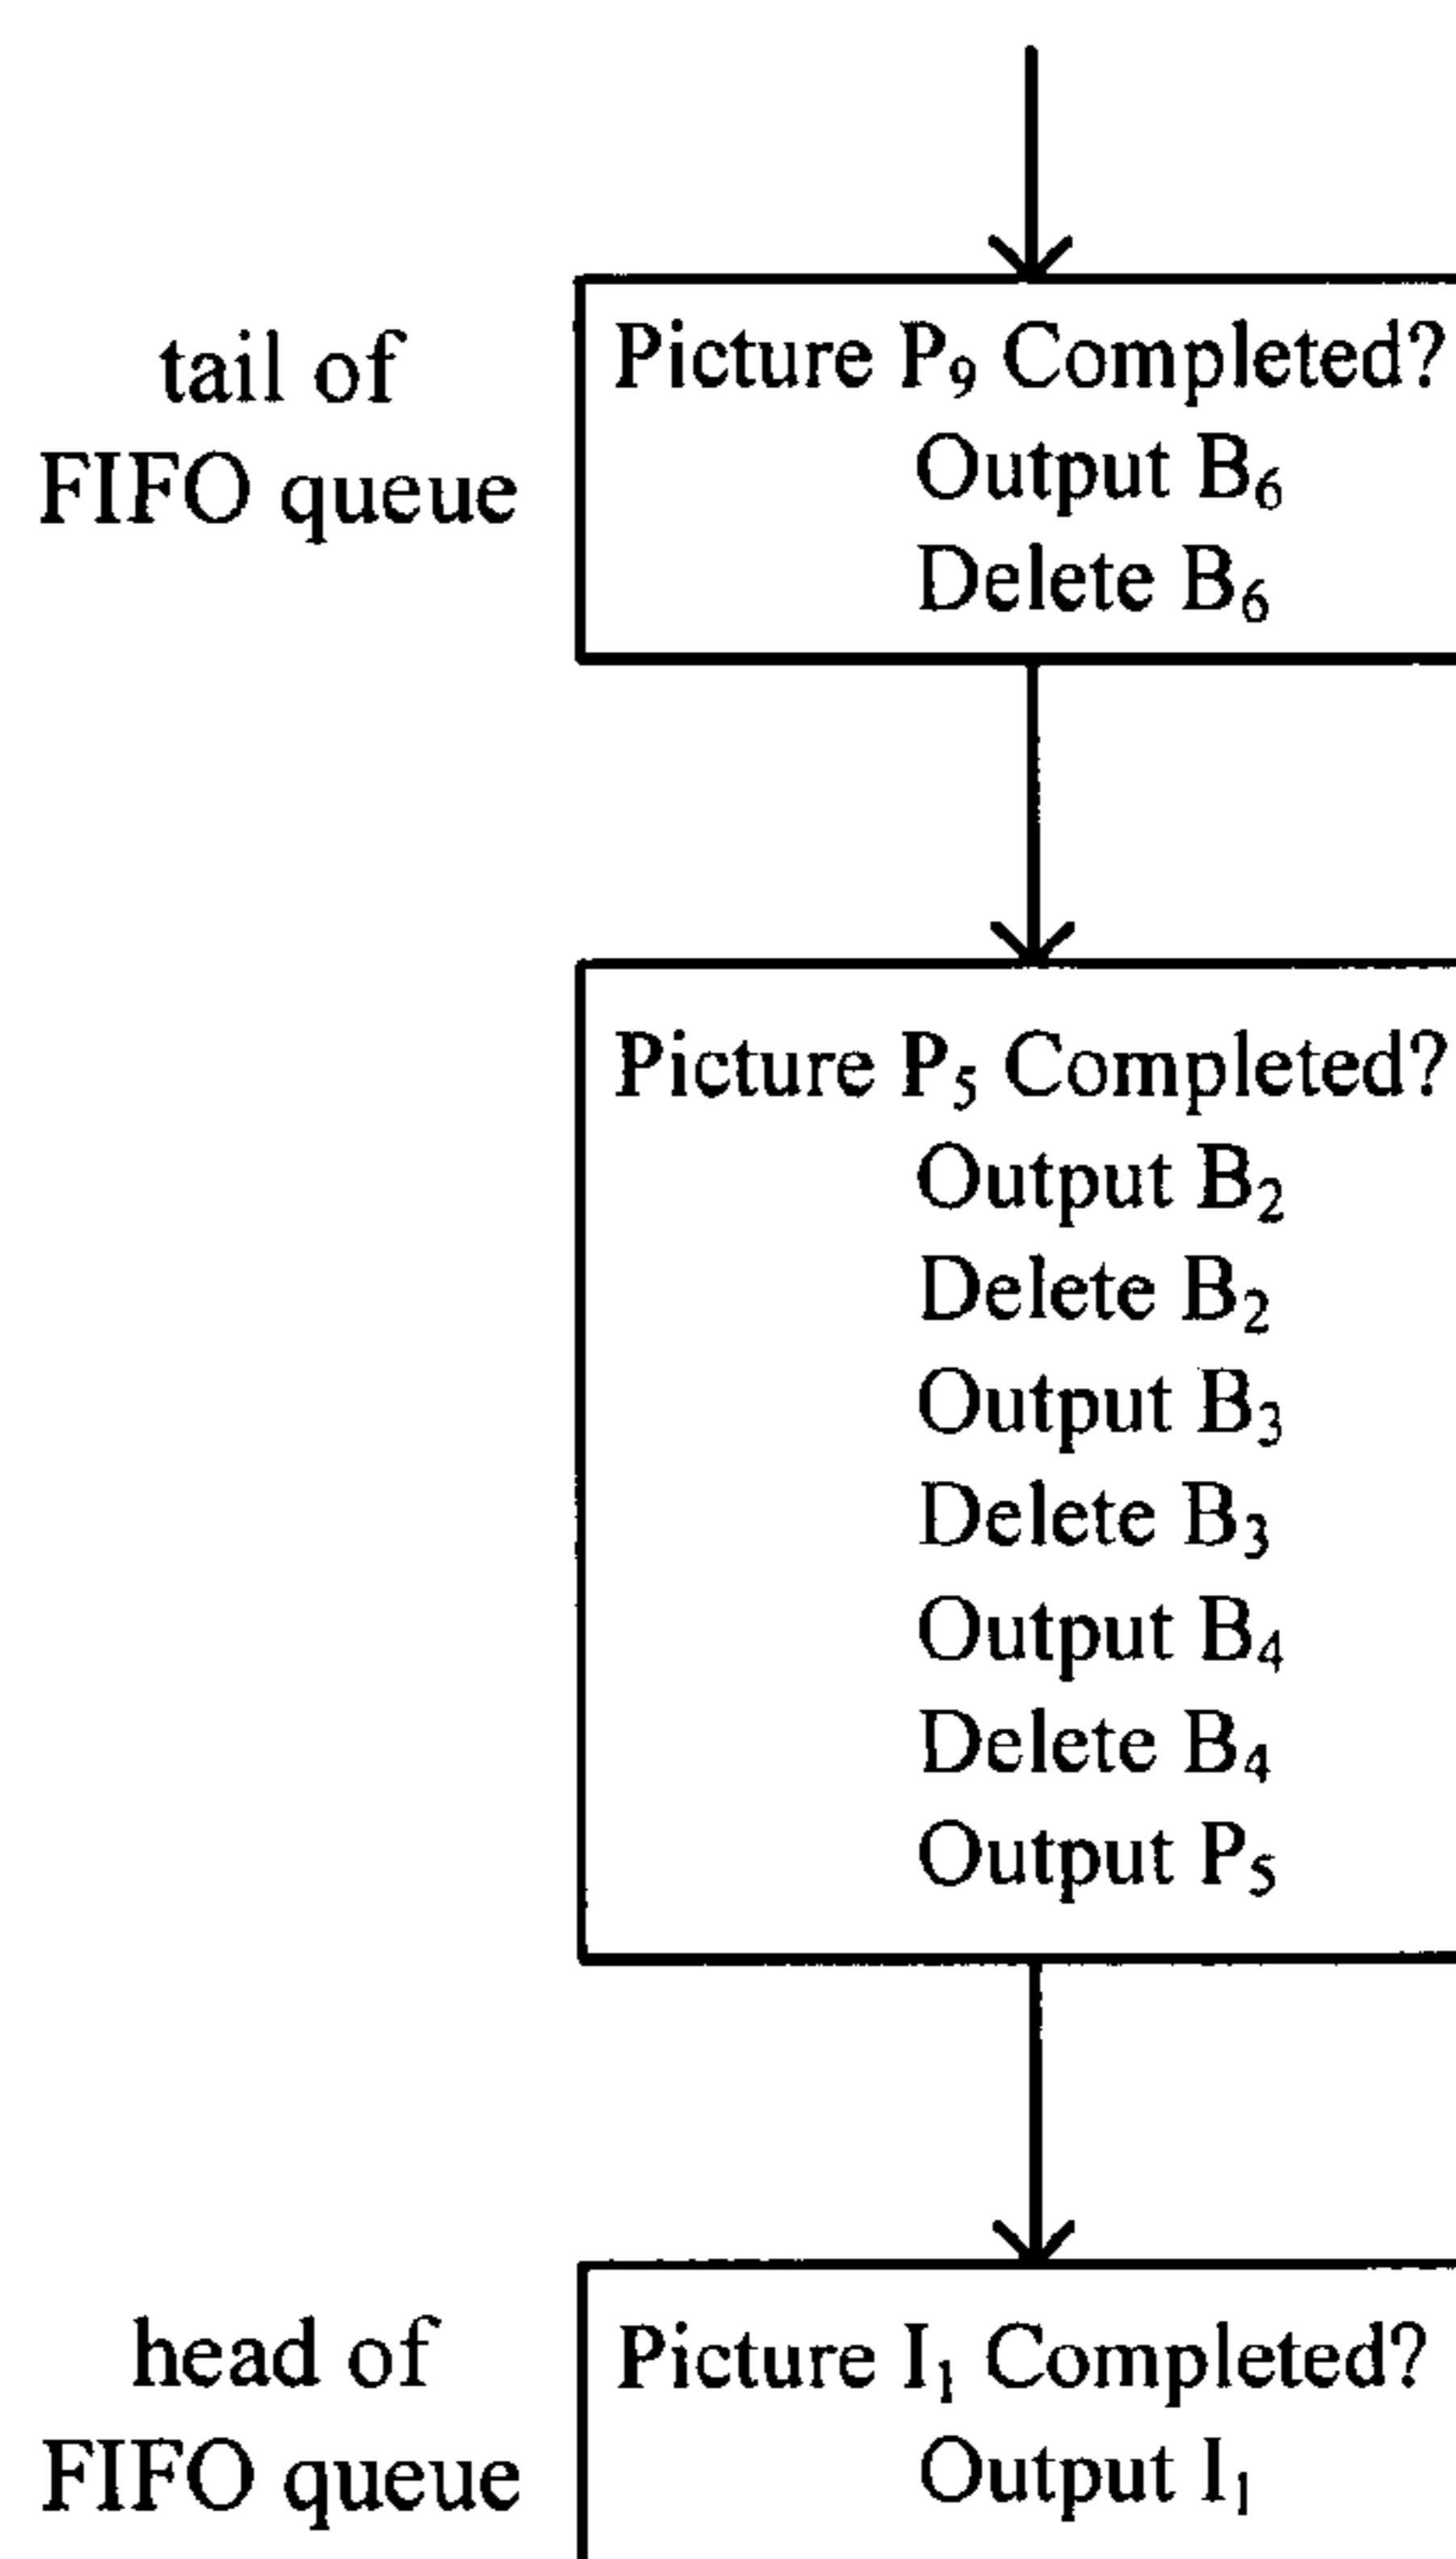 tail of
FIFO queue
Picture P₉ Completed?
Output B₆
Delete B₆
Picture P₅ Completed?
Output B₂
Delete B₂
Output B₃
Delete B₃
Output B₄
Delete B₄
Output P₅
head of
FIFO queue
Picture I₁ Completed?
Output I₁